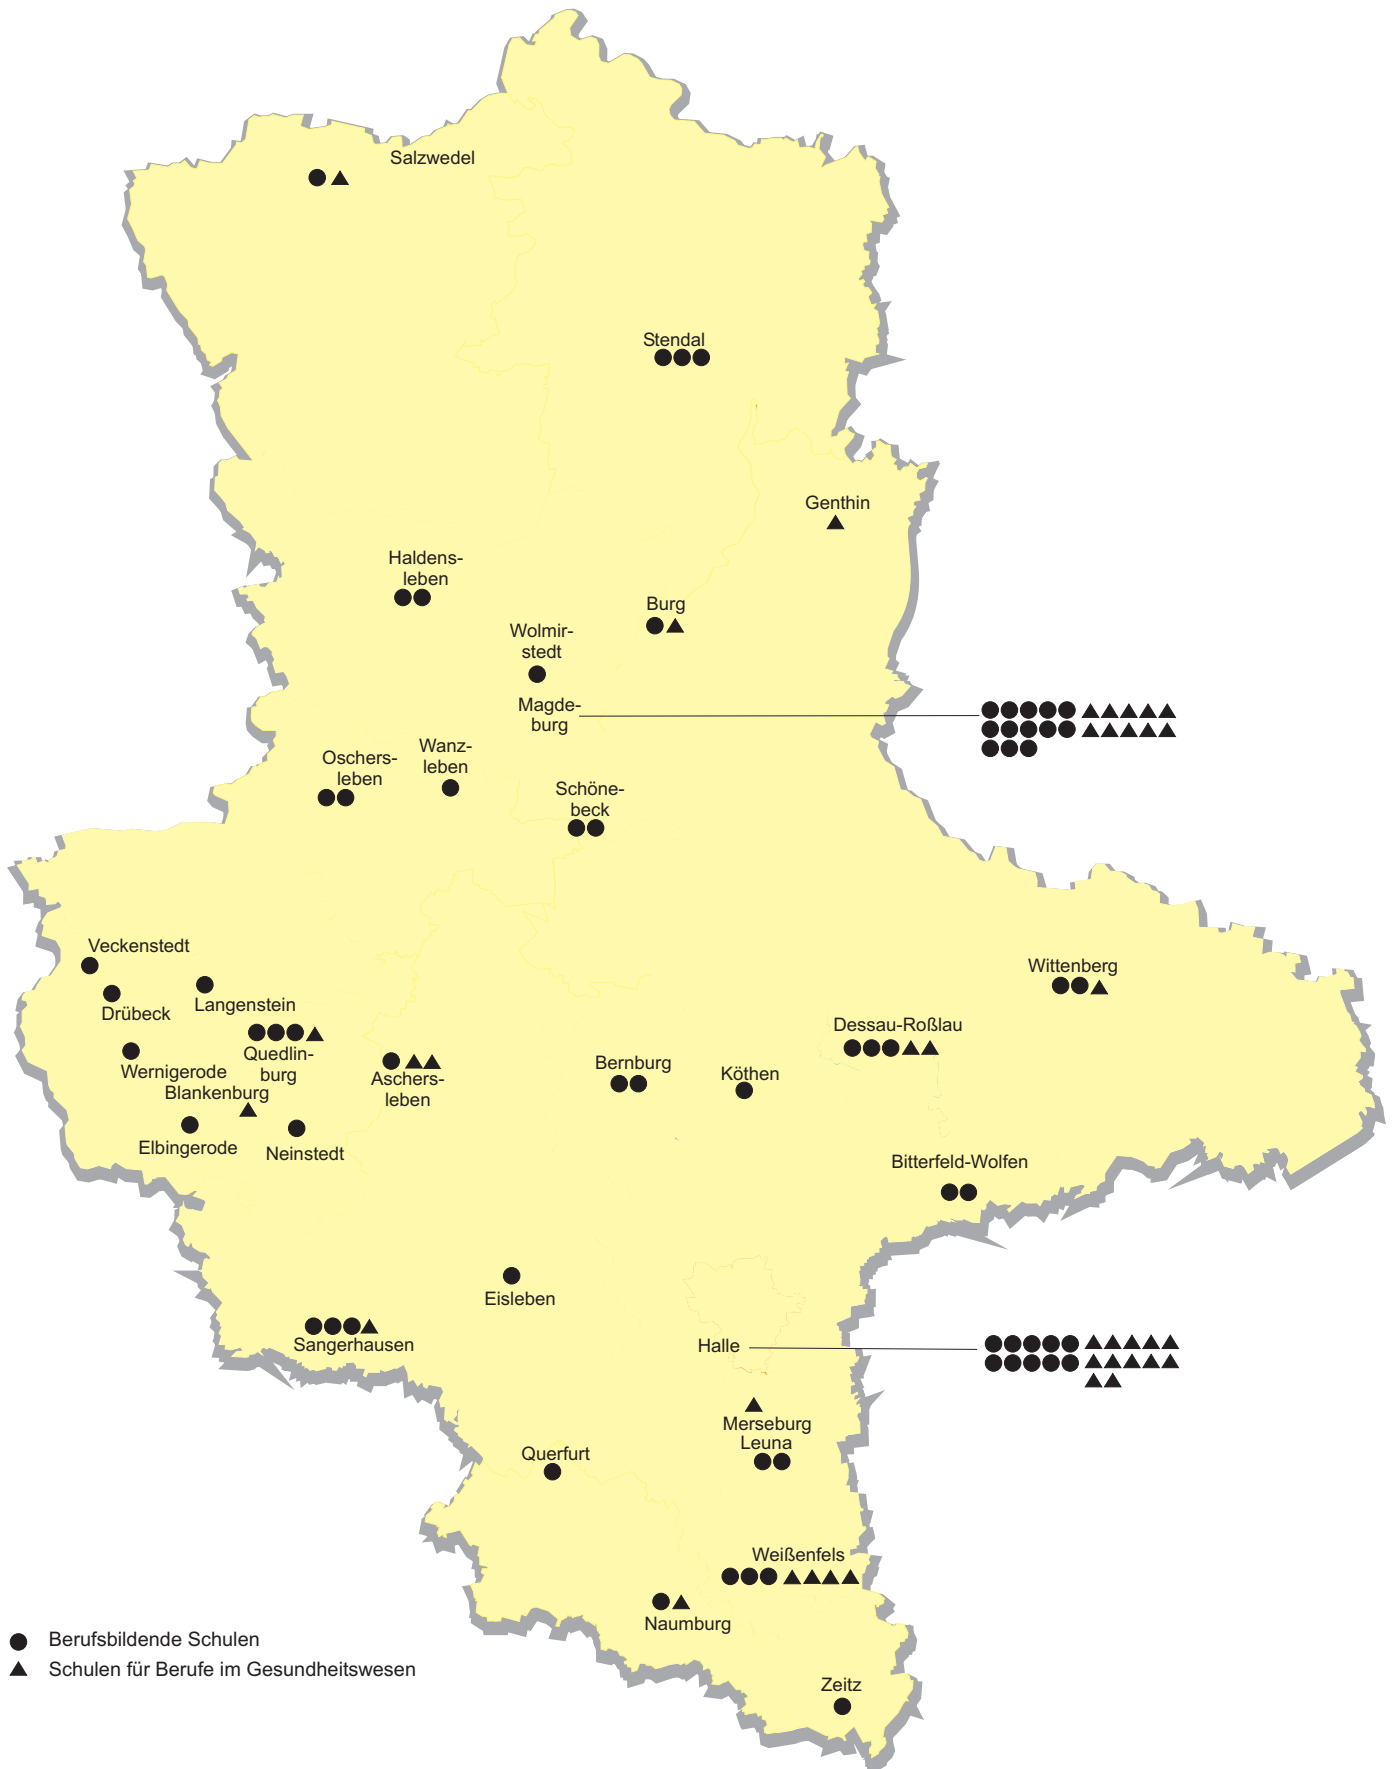 Salzwedel
Stendal
Genthin
Haldens-
leben
Burg
Wolmir-
stedt
Magde-
burg
Wanz-
leben
Oschers-
leben
Schöne-
beck
Veckenstedt
Wittenberg
Langenstein
Drübeck
Dessau-Roßlau
Quedlin-
burg
Wernigerode
Bernburg
Köthen
Aschers-
leben
Blankenburg
Elbingerode
Neinstedt
Bitterfeld-Wolfen
Eisleben
Sangerhausen
Halle
Merseburg
Leuna
Querfurt
Weißenfels
Naumburg
Berufsbildende Schulen
Schulen für Berufe im Gesundheitswesen
Zeitz